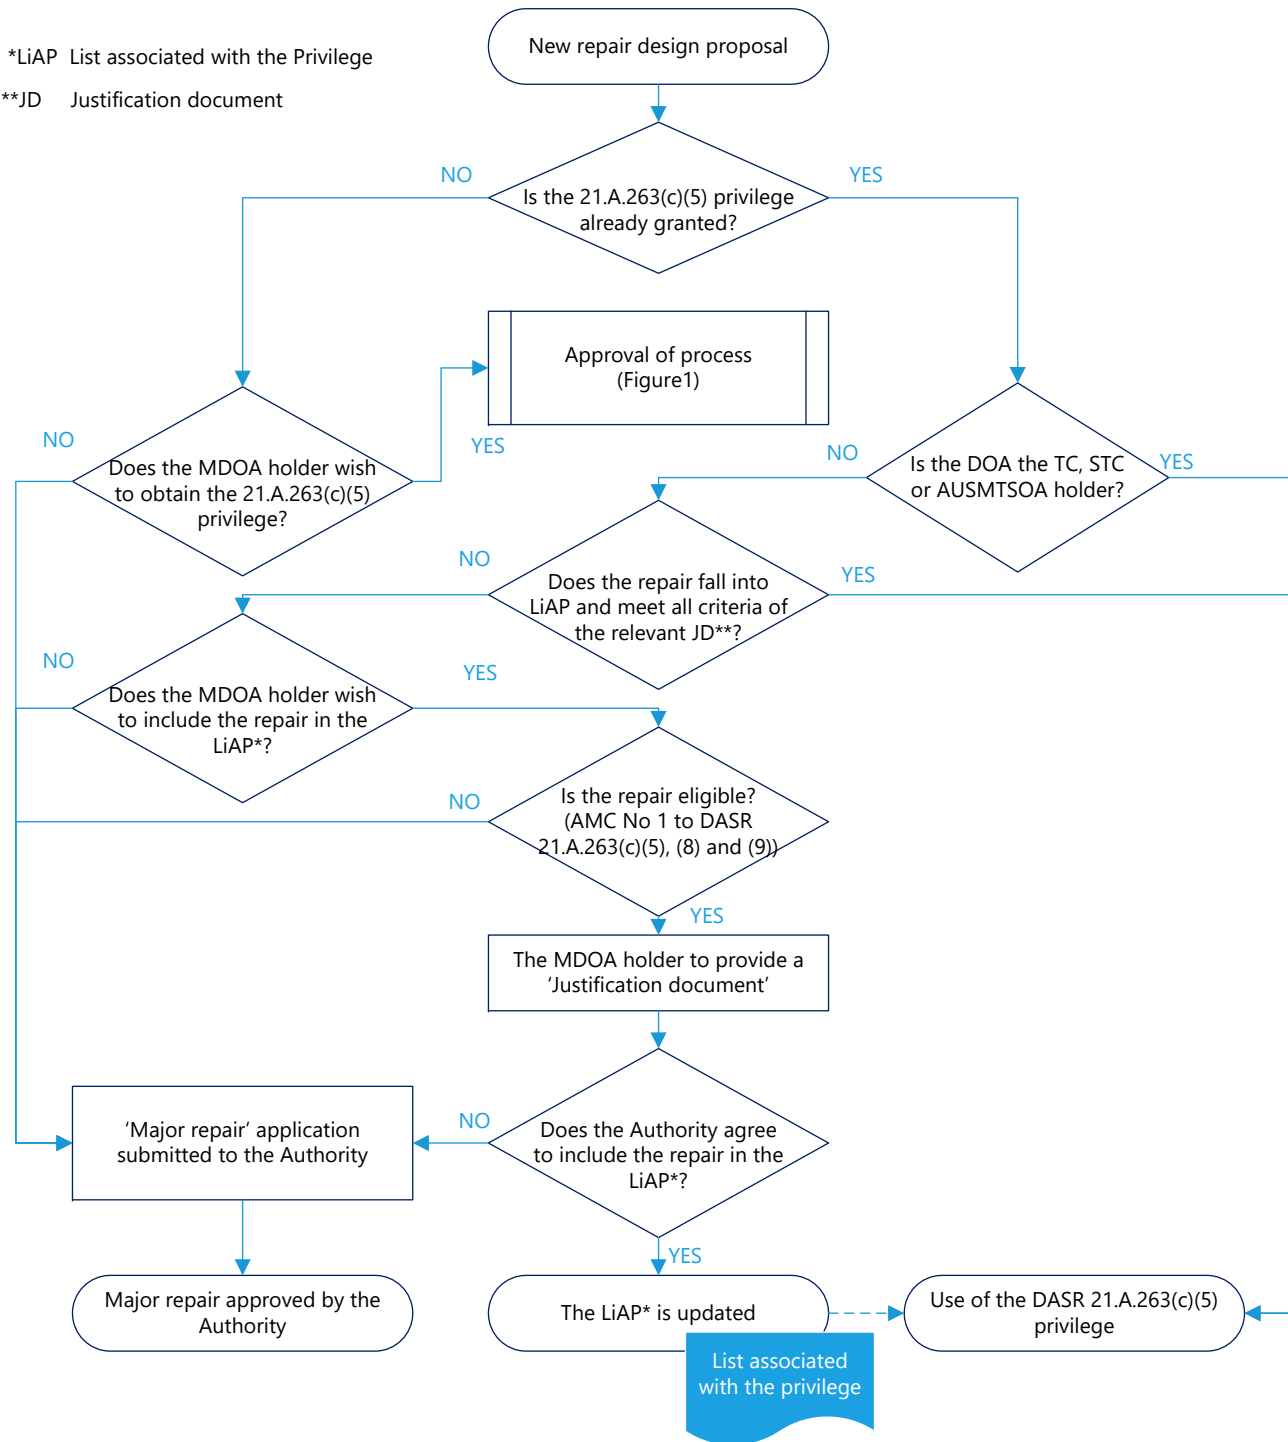 *LiAP List associated with the Privilege
**JD Justification document
New repair design proposal
NO
YES
Is the 21.A.263(c)(5) privilege
already granted?
Approval of process
(Figure1)
NO
YES
Does the MDOA holder wish
to obtain the 21.A.263(c)(5)
privilege?
NO
YES
Is the DOA the TC, STC
or AUSMTSOA holder?
NO
YES
Does the repair fall into
LiAP and meet all criteria of
the relevant JD**?
NO
YES
Does the MDOA holder wish
to include the repair in the
LiAP*?
NO
Is the repair eligible?
(AMC No 1 to DASR
21.A.263(c)(5), (8) and (9))
YES
The MDOA holder to provide a
‘Justification document’
‘Major repair’ application
submitted to the Authority
NO
Does the Authority agree
to include the repair in the
LiAP*?
YES
Major repair approved by the
Authority
The LiAP* is updated
Use of the DASR 21.A.263(c)(5)
privilege
List associated
with the privilege